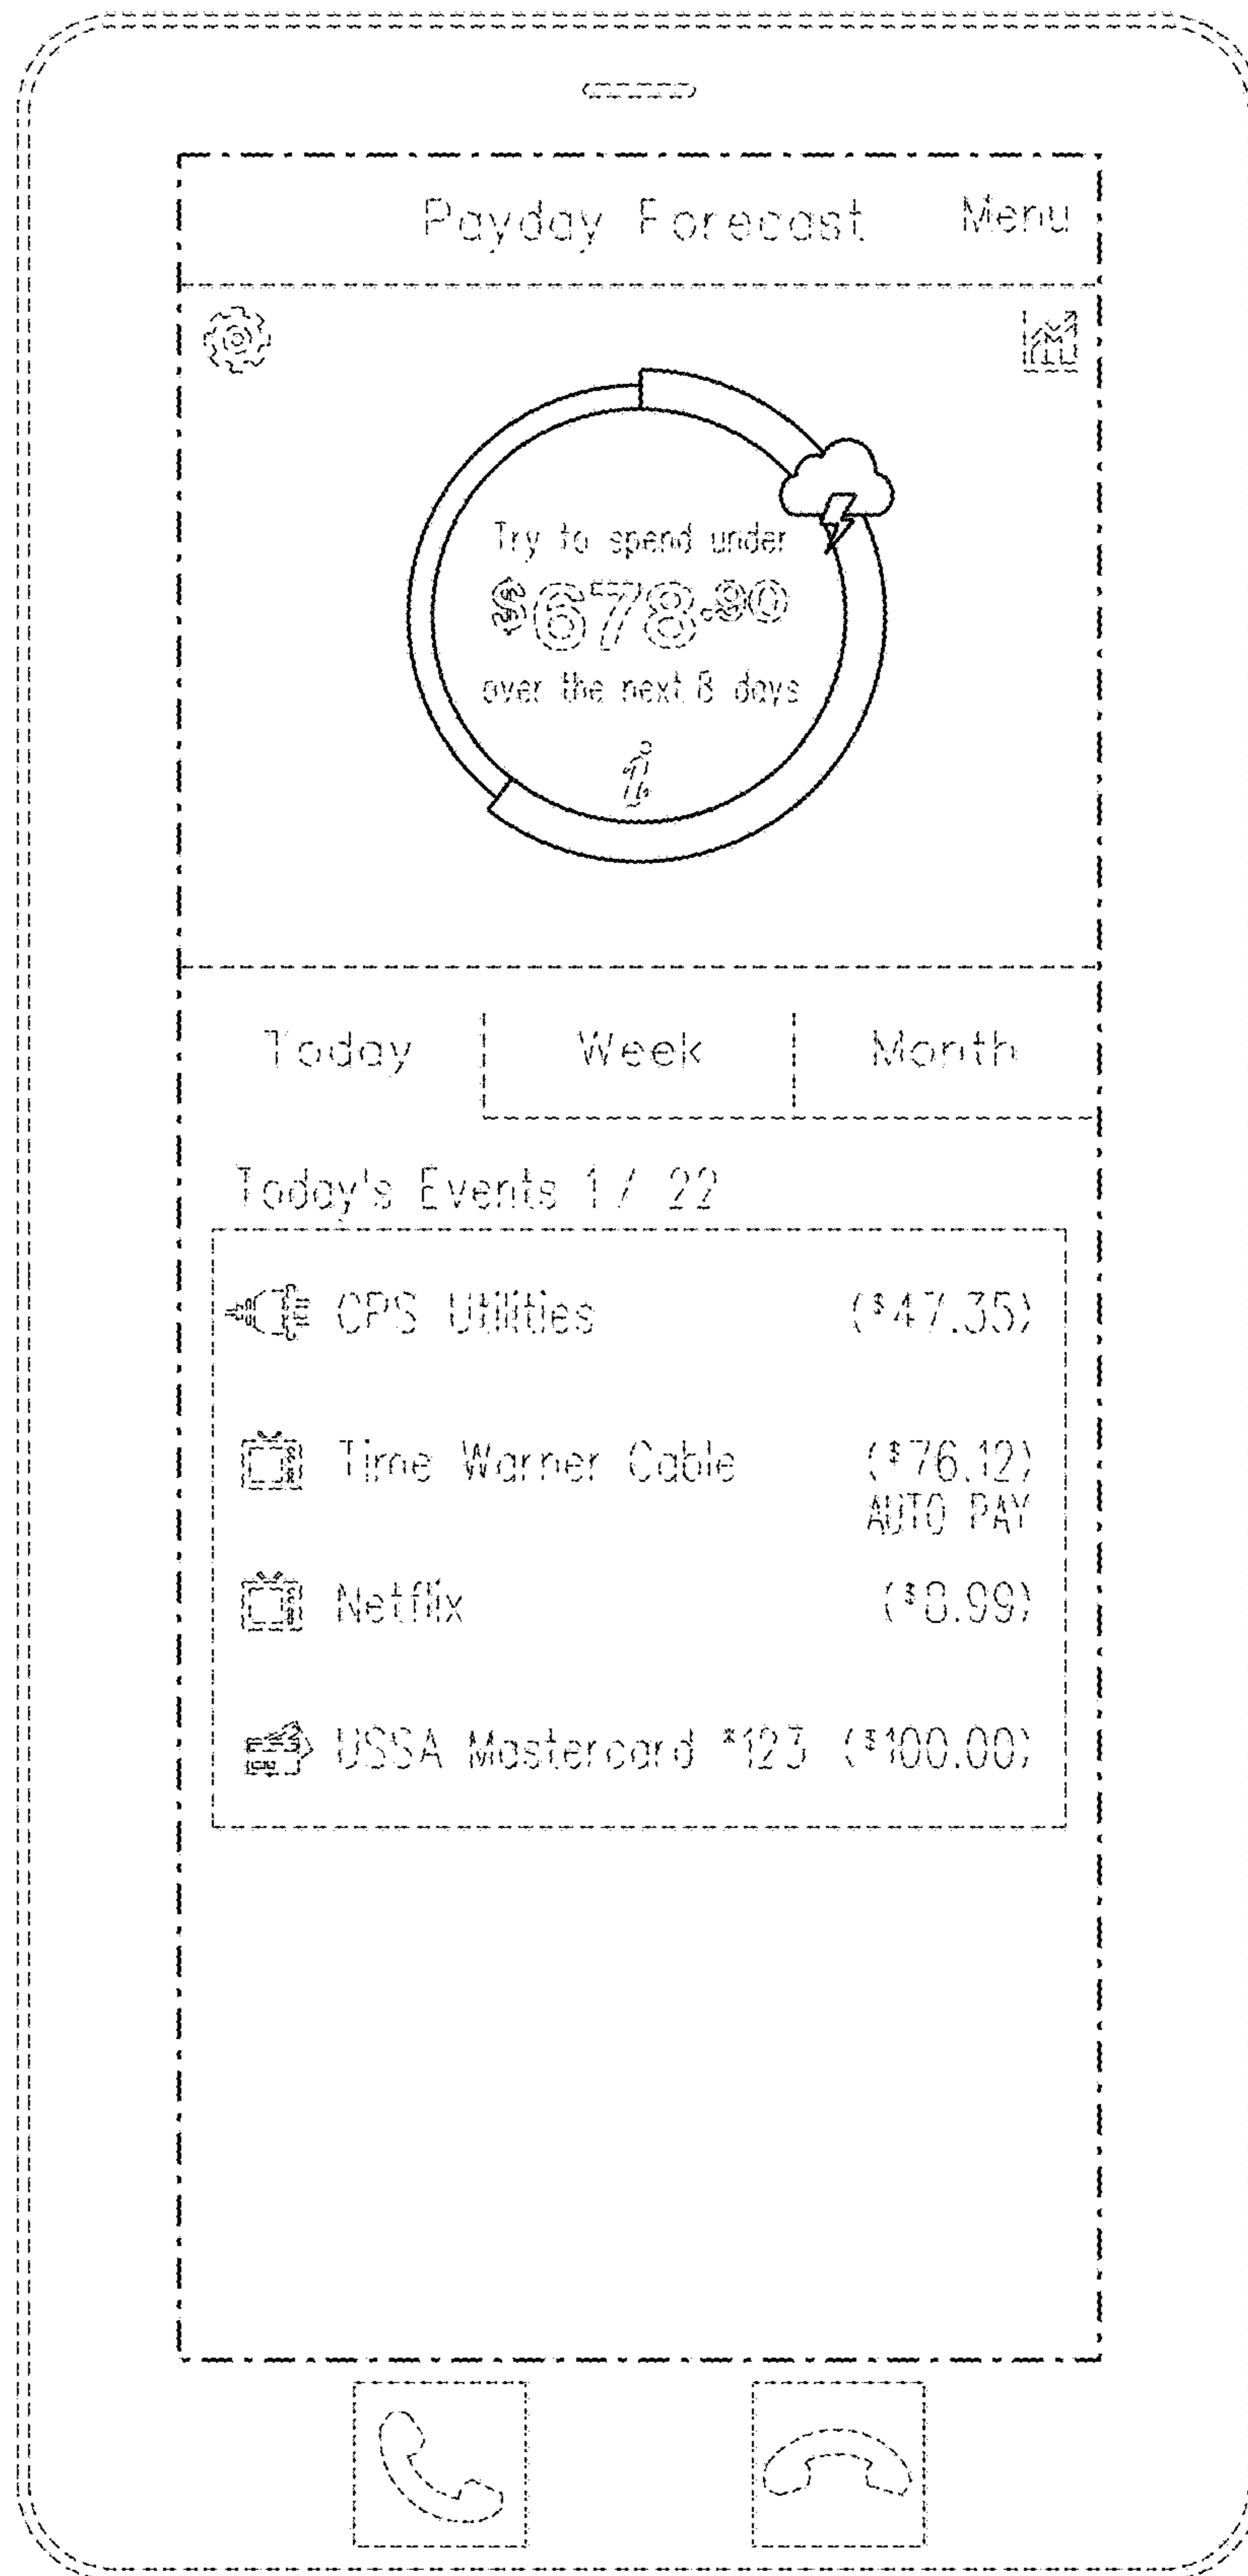 Payday Forecast Menu
Try to spend under
$678.90
over the next 8 days
i
Today Week Month
Today's Events 1 / 22
CPS Utilities ($47.35)
Time Warner Cable ($76.12)
AUTO PAY
Netflix ($8.99)
USSA Mastercard *123 ($100.00)